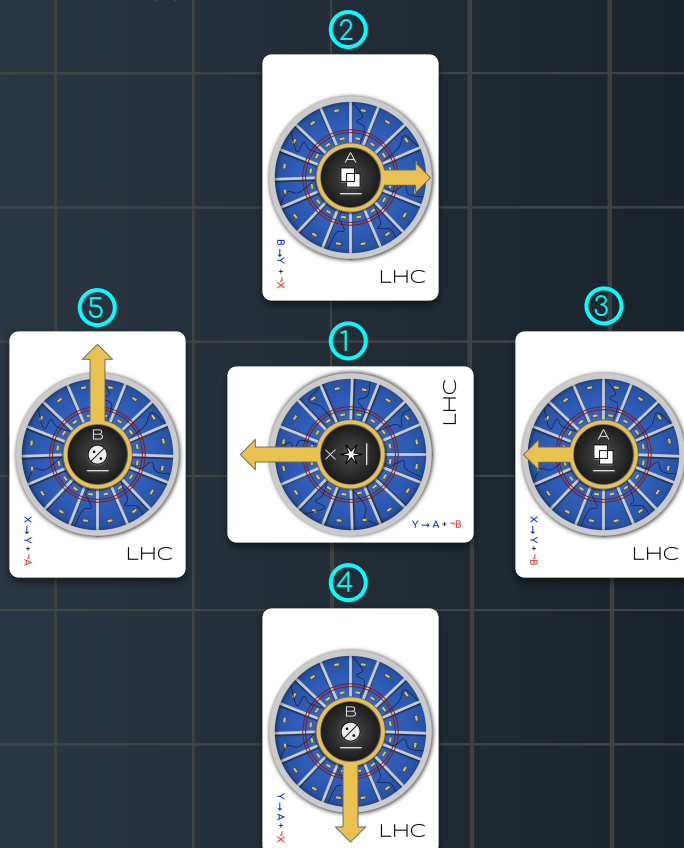 2
A
B→Y+¬X
LHC
5
B
X→Y+¬A
LHC
1
X
LHC
Y→A+¬B
3
A
X→Y+¬B
LHC
4
B
Y→A+¬X
LHC